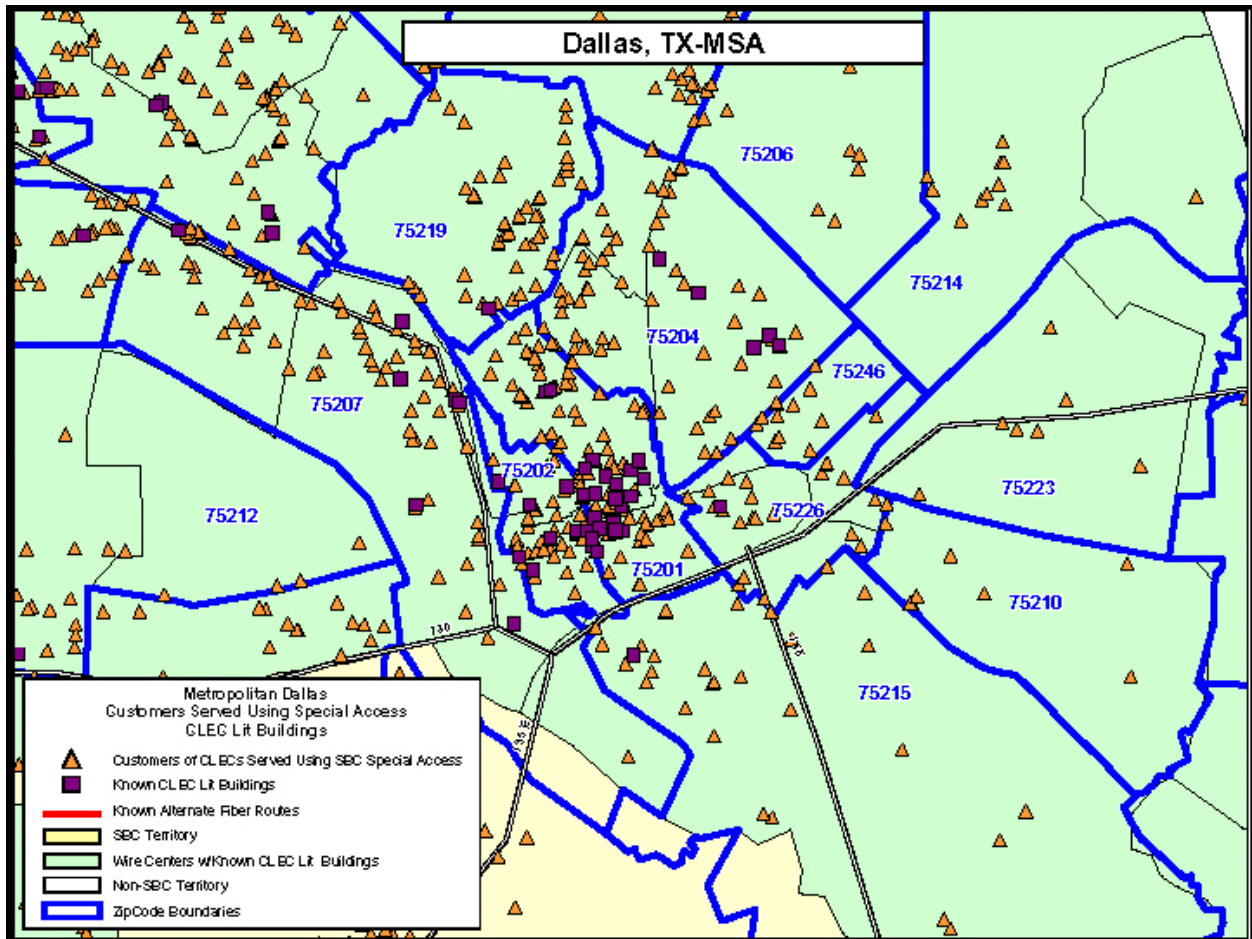 Dallas, TX-MSA
75206
75219
75214
75204
75246
75207
75202
75223
75212
75226
75201
75210
I30
I35E
75215
Metropolitan Dallas
Customers Served Using Special Access
CLEC Lit Buildings
Customers of CLECs Served Using SBC Special Access
Known CLEC Lit Buildings
Known Alternate Fiber Routes
SBC Territory
Wire Centers w/Known CLEC Lit Buildings
Non-SBC Territory
ZipCode Boundaries